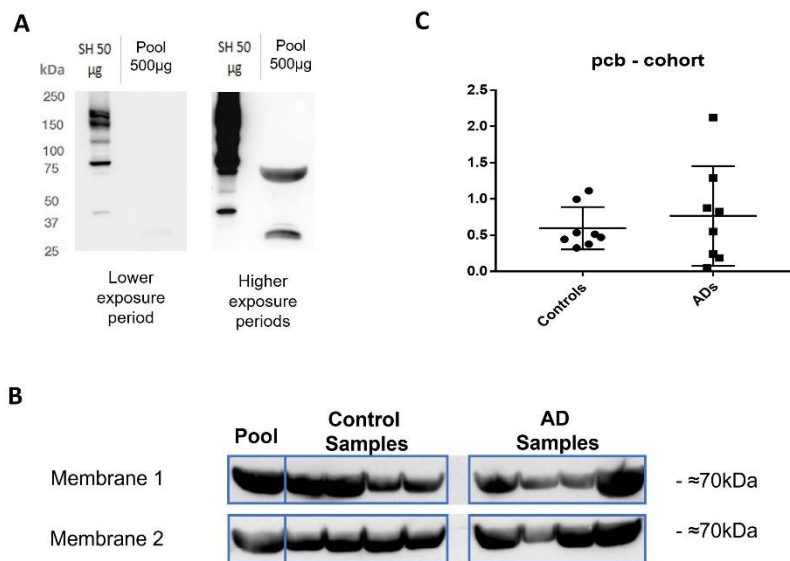 A
SH 50
µg
Pool
500µg
Pool
500µg
SH 50
µg
kDa
250
150
100
75
50
37
25
Lower
exposure
period
Higher
exposure
periods
C
pcb - cohort
2.5
2.0
1.5
1.0
0.5
0.0
Controls
ADs
B
Pool
Control
Samples
AD
Samples
Membrane 1
- ≈70kDa
Membrane 2
- ≈70kDa